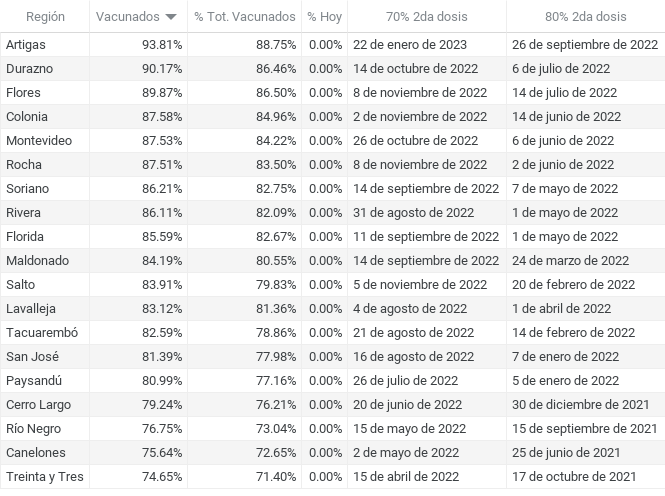 Región Vacunados % Tot. Vacunados % Hoy 70% 2da dosis 80% 2da dosis
Artigas 93.81% 88.75% 0.00% 22 de enero de 2023 26 de septiembre de 2022
Durazno 90.17% 86.46% 0.00% 14 de octubre de 2022 6 de julio de 2022
Flores 89.87% 86.50% 0.00% 8 de noviembre de 2022 14 de julio de 2022
Colonia 87.58% 84.96% 0.00% 2 de noviembre de 2022 14 de junio de 2022
Montevideo 87.53% 84.22% 0.00% 26 de octubre de 2022 6 de junio de 2022
Rocha 87.51% 83.50% 0.00% 8 de noviembre de 2022 2 de junio de 2022
Soriano 86.21% 82.75% 0.00% 14 de septiembre de 2022 7 de mayo de 2022
Rivera 86.11% 82.09% 0.00% 31 de agosto de 2022 1 de mayo de 2022
Florida 85.59% 82.67% 0.00% 11 de septiembre de 2022 1 de mayo de 2022
Maldonado 84.19% 80.55% 0.00% 14 de septiembre de 2022 24 de marzo de 2022
Salto 83.91% 79.83% 0.00% 5 de noviembre de 2022 20 de febrero de 2022
Lavalleja 83.12% 81.36% 0.00% 4 de agosto de 2022 1 de abril de 2022
Tacuarembó 82.59% 78.86% 0.00% 21 de agosto de 2022 14 de febrero de 2022
San José 81.39% 77.98% 0.00% 16 de agosto de 2022 7 de enero de 2022
Paysandú 80.99% 77.16% 0.00% 26 de julio de 2022 5 de enero de 2022
Cerro Largo 79.24% 76.21% 0.00% 20 de junio de 2022 30 de diciembre de 2021
Río Negro 76.75% 73.04% 0.00% 15 de mayo de 2022 15 de septiembre de 2021
Canelones 75.64% 72.65% 0.00% 2 de mayo de 2022 25 de junio de 2021
Treinta y Tres 74.65% 71.40% 0.00% 15 de abril de 2022 17 de octubre de 2021